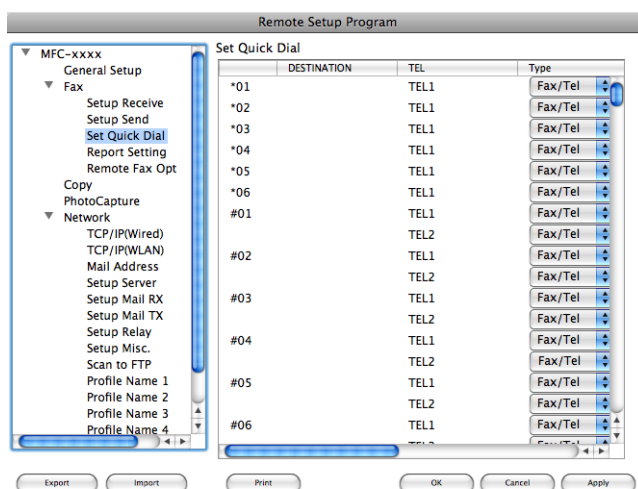 Remote Setup Program
MFC-xxxx
General Setup
Fax
Setup Receive
Setup Send
Set Quick Dial
Report Setting
Remote Fax Opt
Copy
PhotoCapture
Network
TCP/IP(Wired)
TCP/IP(WLAN)
Mail Address
Setup Server
Setup Mail RX
Setup Mail TX
Setup Relay
Setup Misc.
Scan to FTP
Profile Name 1
Profile Name 2
Profile Name 3
Profile Name 4
Set Quick Dial
DESTINATION TEL Type
*01 TEL1 Fax/Tel
*02 TEL1 Fax/Tel
*03 TEL1 Fax/Tel
*04 TEL1 Fax/Tel
*05 TEL1 Fax/Tel
*06 TEL1 Fax/Tel
#01 TEL1 Fax/Tel
TEL2 Fax/Tel
#02 TEL1 Fax/Tel
TEL2 Fax/Tel
#03 TEL1 Fax/Tel
TEL2 Fax/Tel
#04 TEL1 Fax/Tel
TEL2 Fax/Tel
#05 TEL1 Fax/Tel
TEL2 Fax/Tel
#06 TEL1 Fax/Tel
Export Import Print OK Cancel Apply